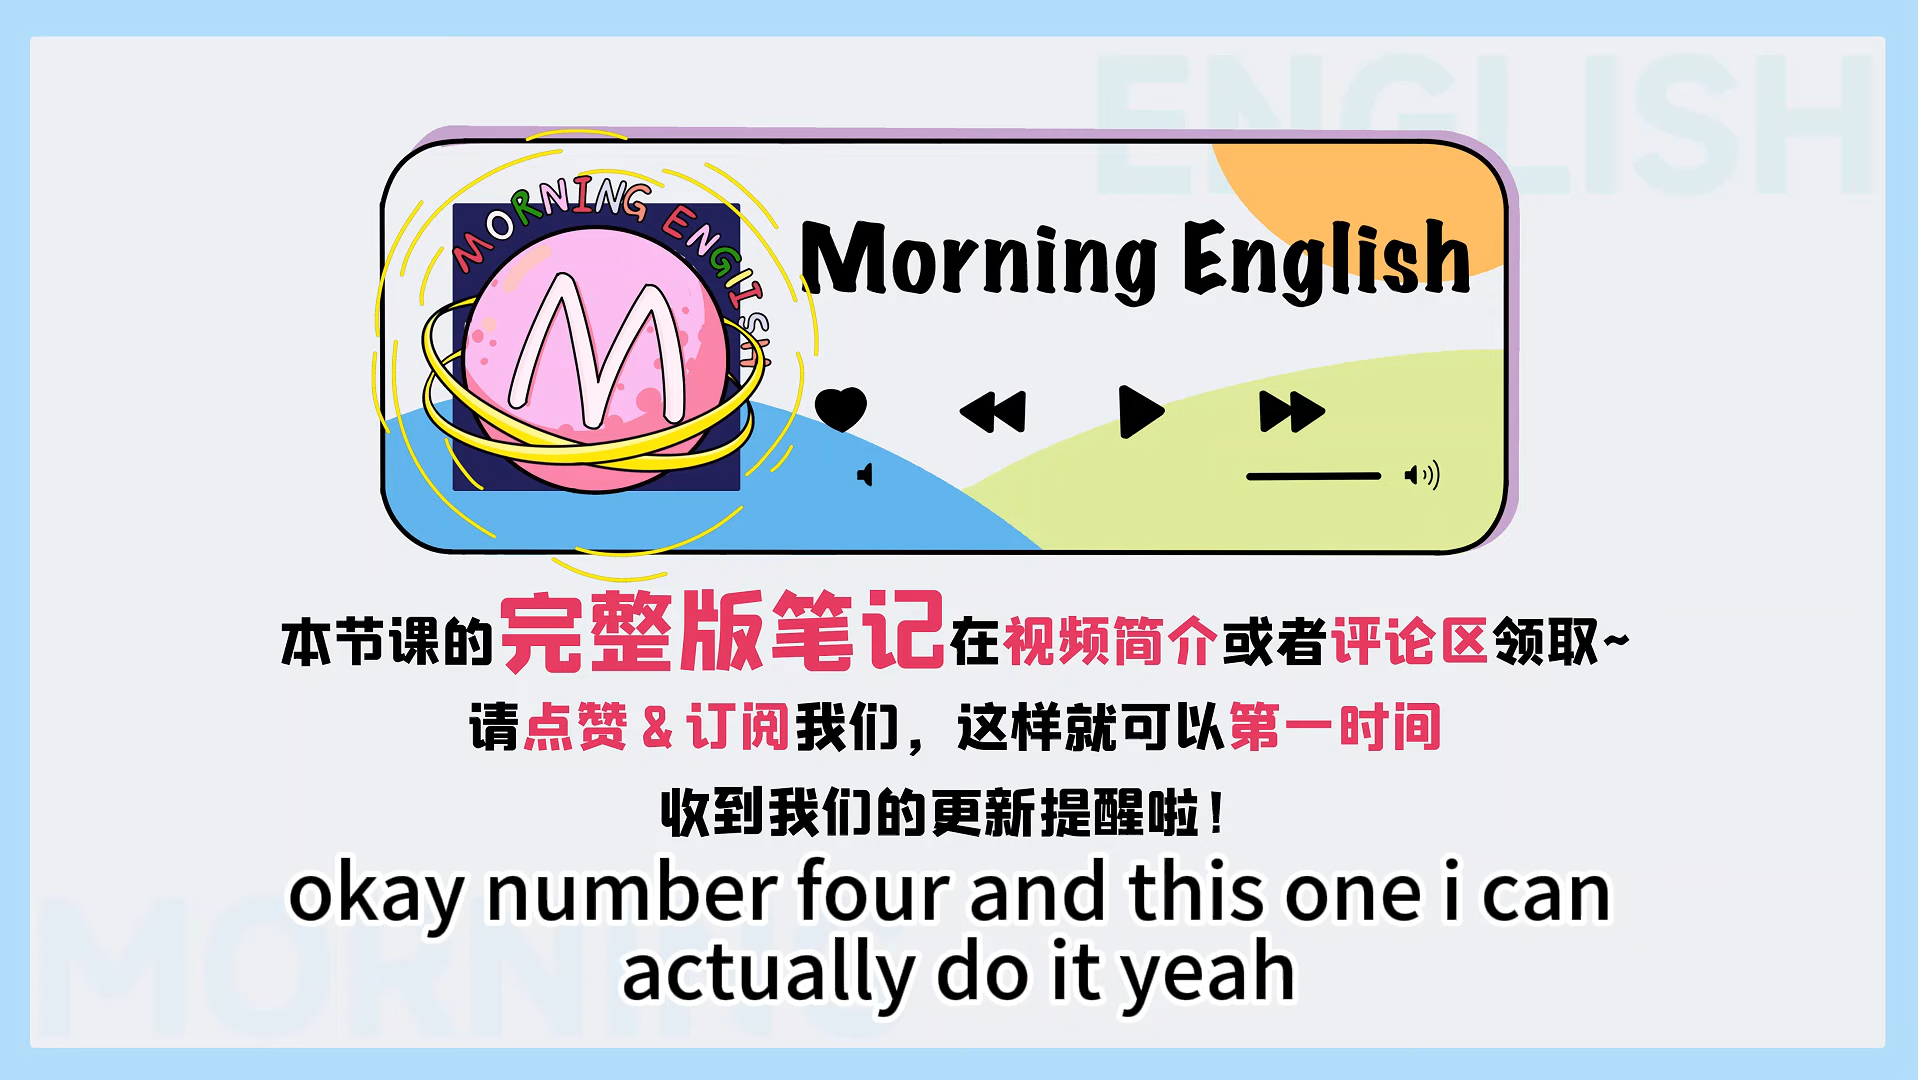 ENGLISH
MORNING ENGLISH
M
Morning English
本节课的完整版笔记在视频简介或者评论区领取~
请点赞&订阅我们，这样就可以第一时间
收到我们的更新提醒啦！
okay number four and this one i can
actually do it yeah
MORNING